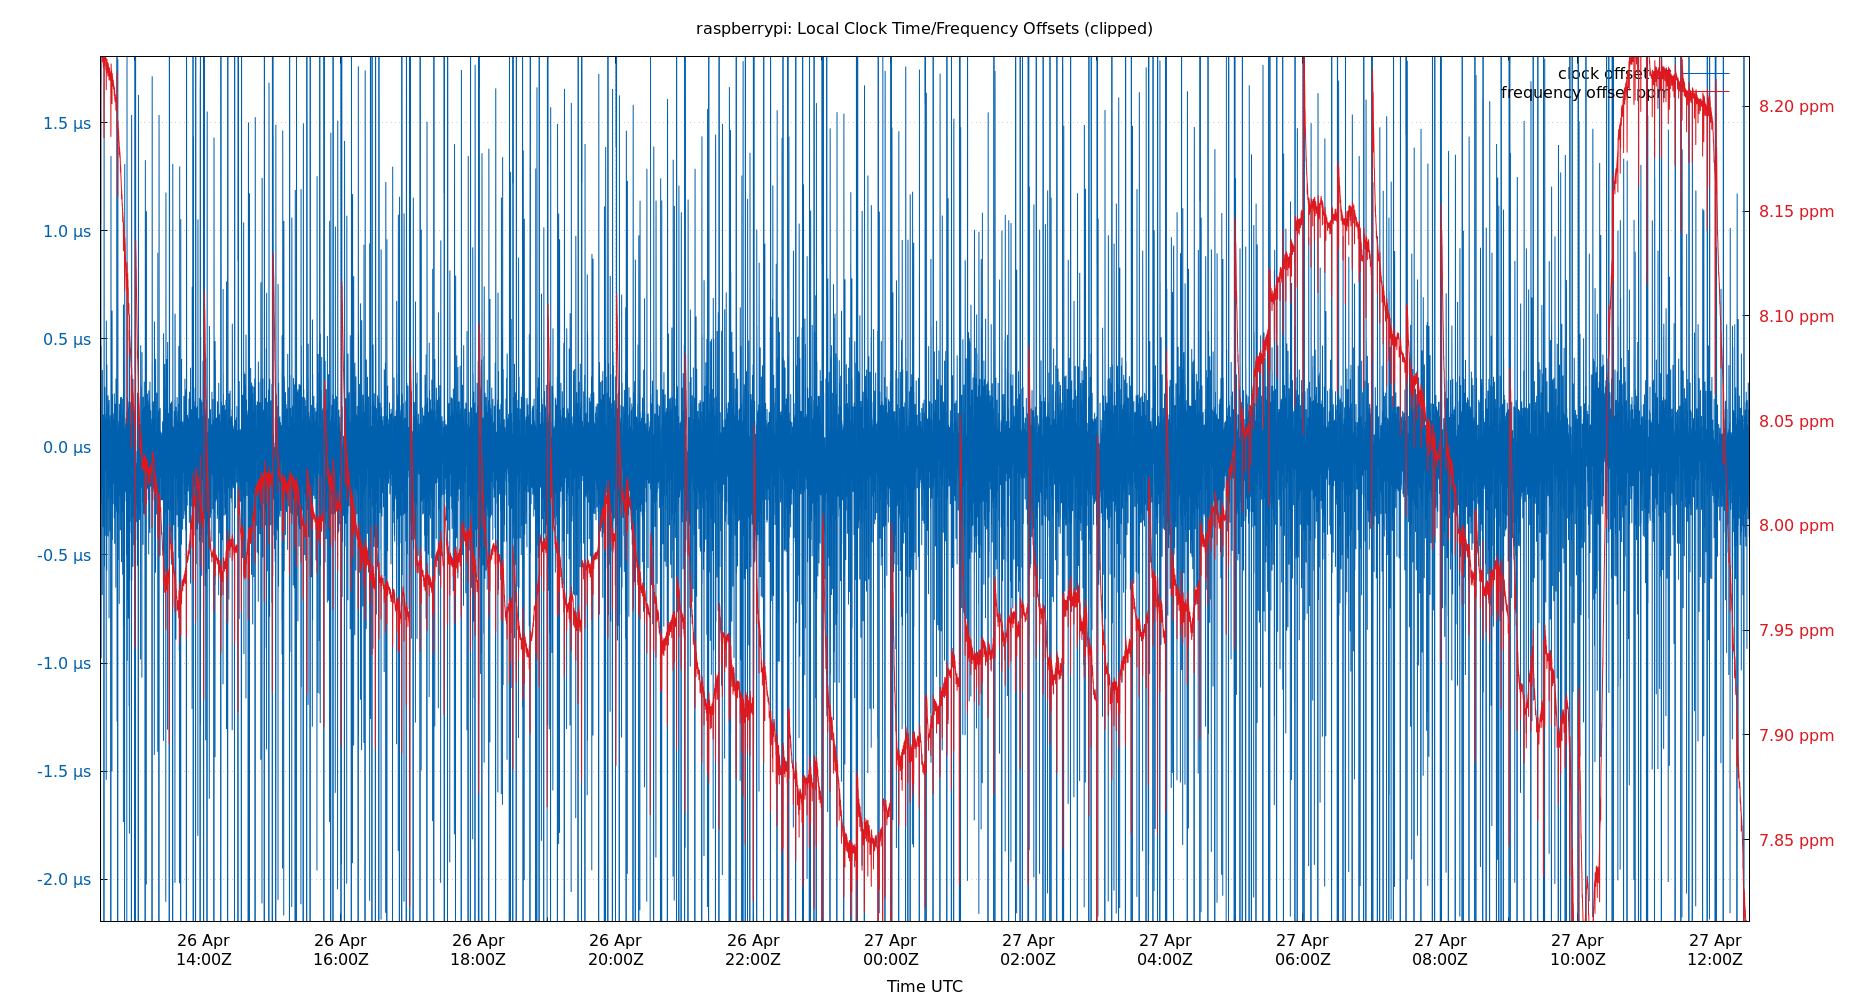 raspberrypi: Local Clock Time/Frequency Offsets (clipped)
clock offset
frequency offset ppm
1.5 µs
1.0 µs
0.5 µs
0.0 µs
-0.5 µs
-1.0 µs
-1.5 µs
-2.0 µs
8.20 ppm
8.15 ppm
8.10 ppm
8.05 ppm
8.00 ppm
7.95 ppm
7.90 ppm
7.85 ppm
26 Apr
14:00Z
26 Apr
16:00Z
26 Apr
18:00Z
26 Apr
20:00Z
26 Apr
22:00Z
27 Apr
00:00Z
27 Apr
02:00Z
27 Apr
04:00Z
27 Apr
06:00Z
27 Apr
08:00Z
27 Apr
10:00Z
27 Apr
12:00Z
Time UTC